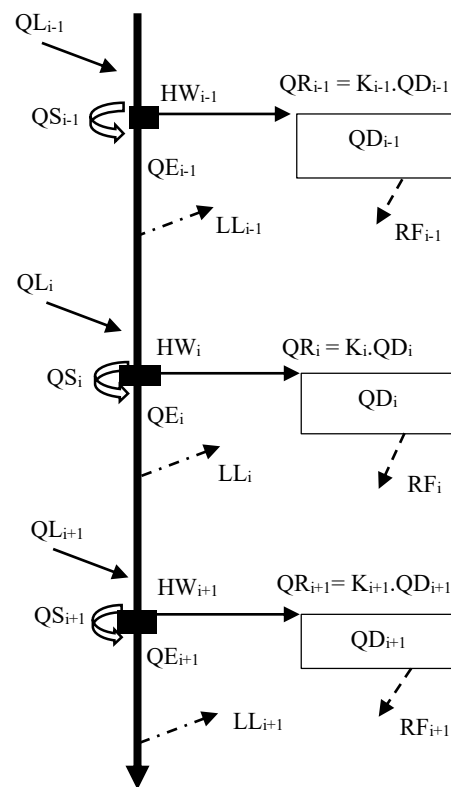 QLi-1
HWi-1 QRi-1 = Ki-1.QDi-1
QSi-1
QDi-1
QEi-1
LLi-1
RFi-1
QLi
HWi QRi = Ki.QDi
QSi
QDi
QEi
LLi
RFi
QLi+1
HWi+1 QRi+1= Ki+1.QDi+1
QSi+1
QDi+1
QEi+1
LLi+1
RFi+1